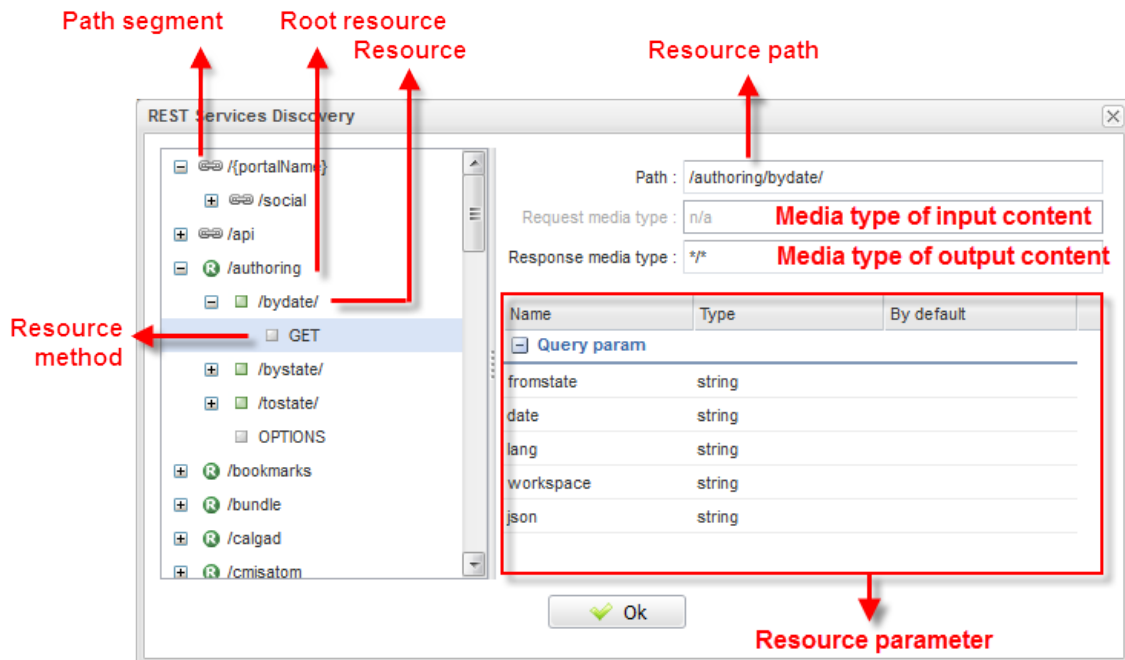 Path segment
Root resource
Resource
Resource path
REST Services Discovery
/{portalName}
/social
/api
/authoring
/bydate/
GET
/bystate/
/tostate/
OPTIONS
/bookmarks
/bundle
/calgad
/cmisatom
Resource
method
Path : /authoring/bydate/
Request media type : n/a Media type of input content
Response media type : */* Media type of output content
Name Type By default
Query param
fromstate string
date string
lang string
workspace string
json string
Ok
Resource parameter